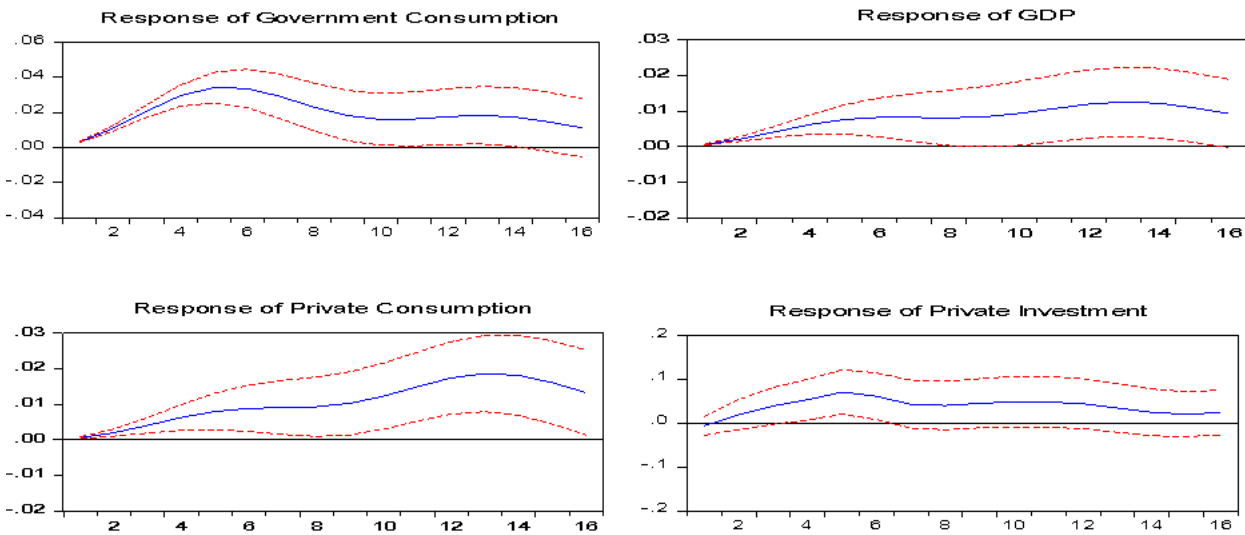 Response of Government Consumption
.06
.04
.02
.00
-.02
-.04
2 4 6 8 10 12 14 16
Response of GDP
.03
.02
.01
.00
-.01
-.02
2 4 6 8 10 12 14 16
Response of Private Consumption
.03
.02
.01
.00
-.01
-.02
2 4 6 8 10 12 14 16
Response of Private Investment
.2
.1
.0
-.1
-.2
2 4 6 8 10 12 14 16